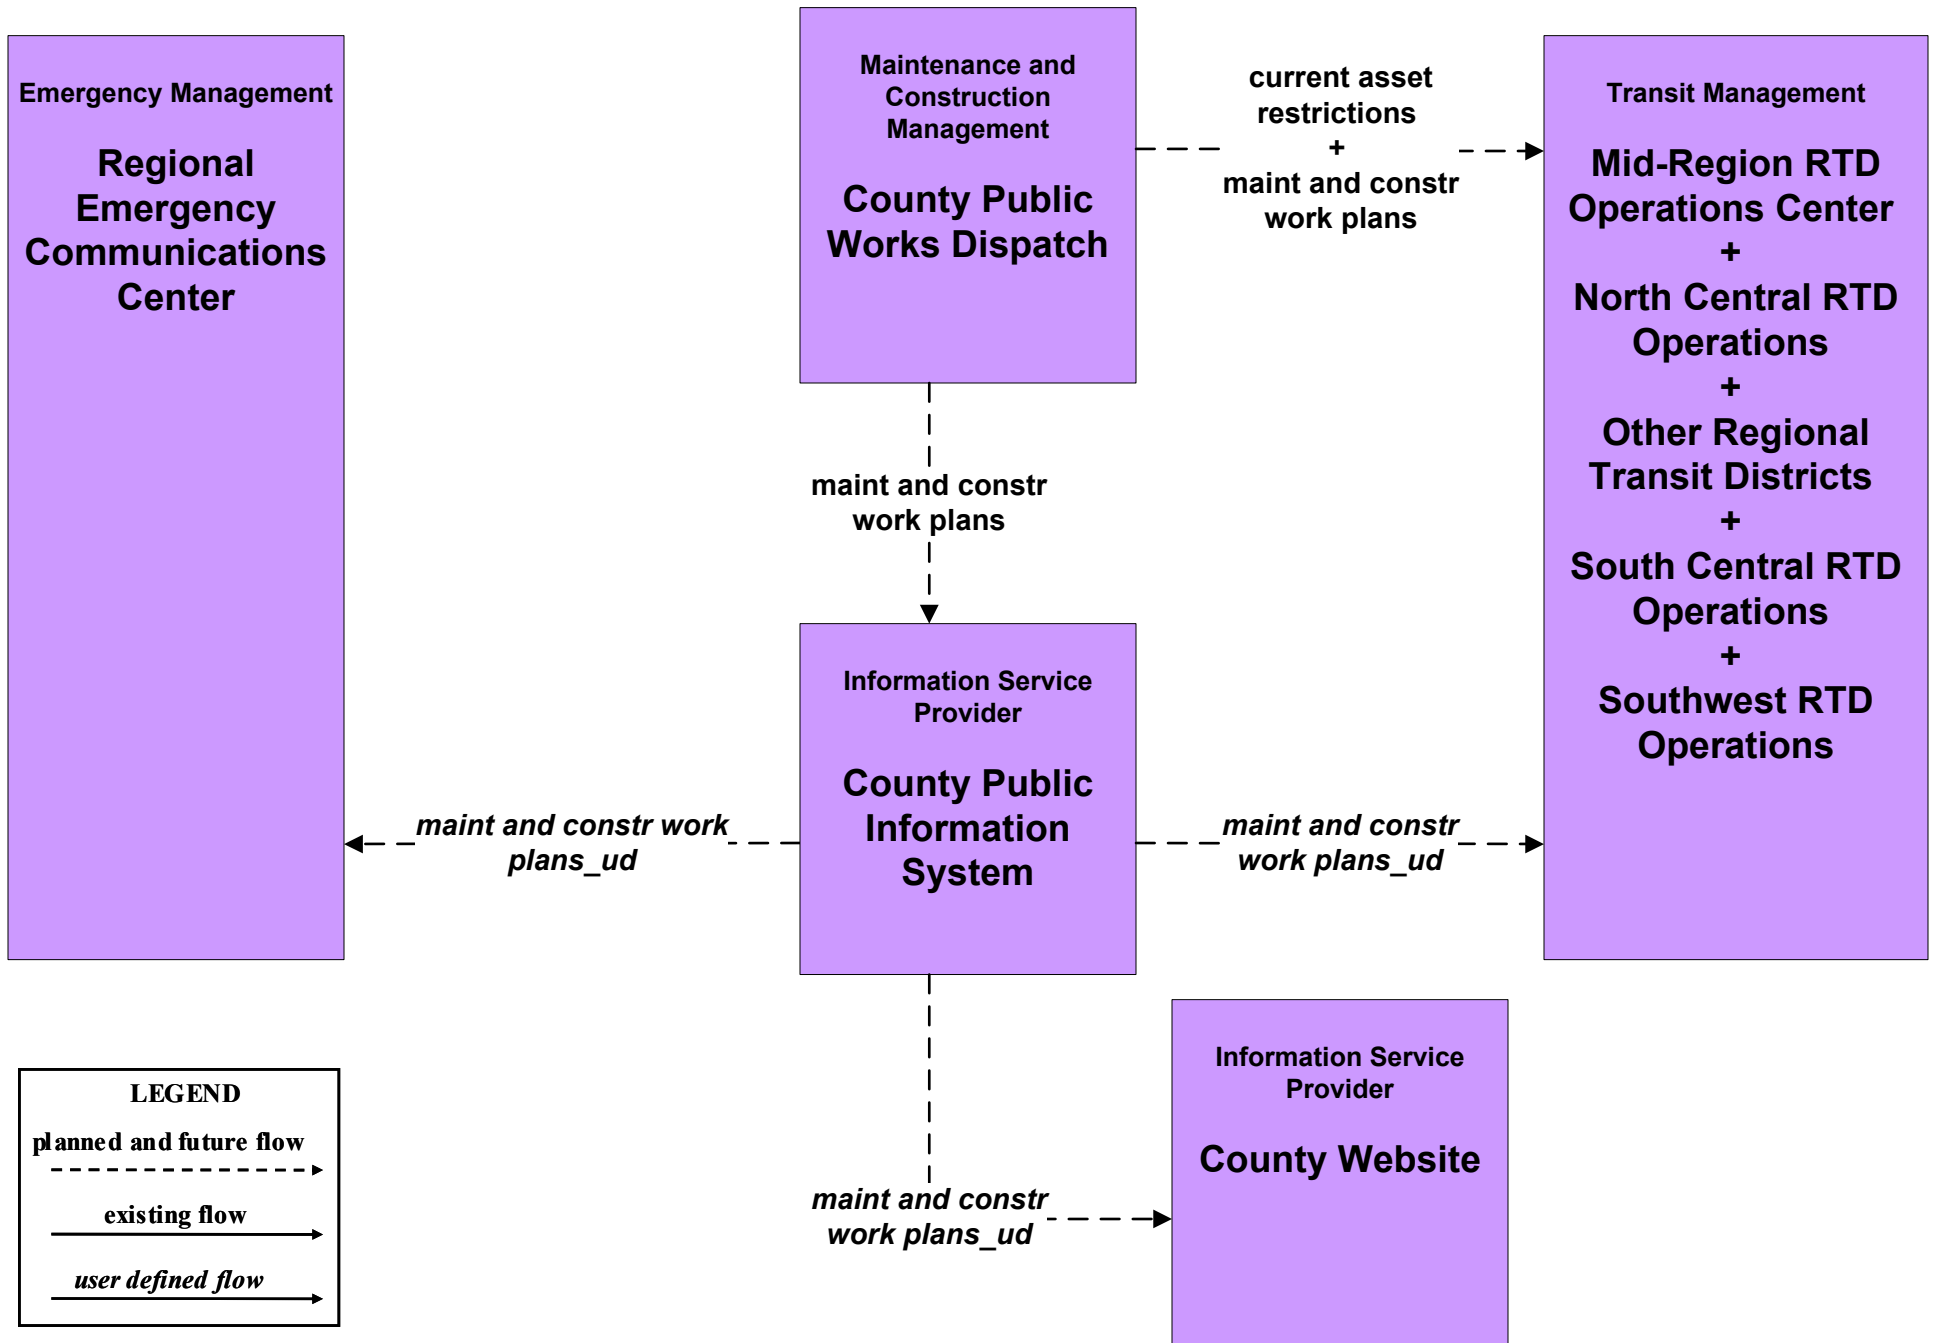 Emergency Management
Regional
Emergency
Communications
Center
Maintenance and
Construction
Management
County Public
Works Dispatch
current asset
restrictions
+
maint and constr
work plans
Transit Management
Mid-Region RTD
Operations Center
+
North Central RTD
Operations
+
Other Regional
Transit Districts
+
South Central RTD
Operations
+
Southwest RTD
Operations
maint and constr
work plans
Information Service
Provider
County Public
Information
System
maint and constr work
plans_ud
maint and constr
work plans_ud
maint and constr
work plans_ud
Information Service
Provider
County Website
LEGEND
planned and future flow
existing flow
user defined flow